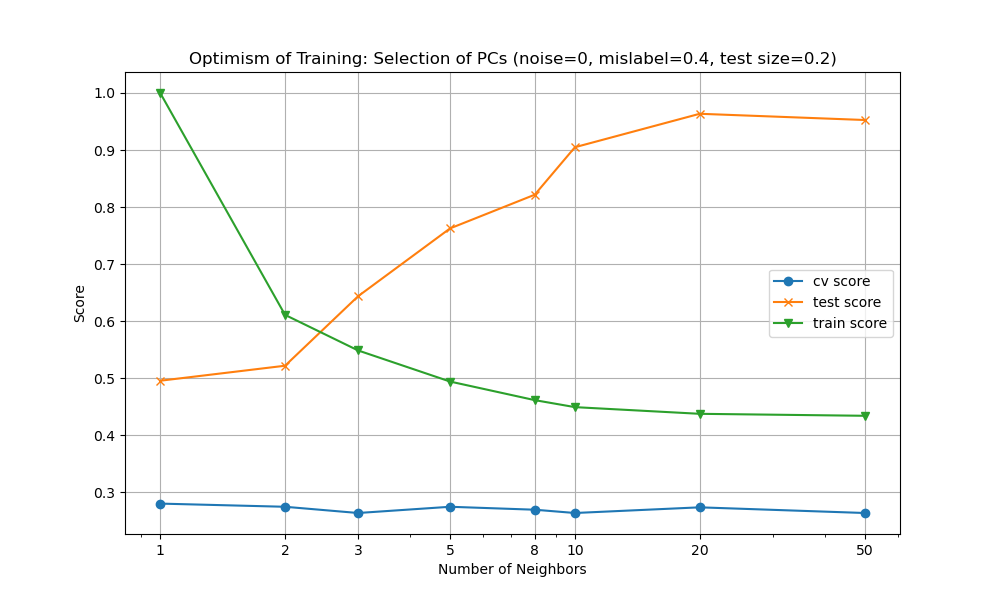 Optimism of Training: Selection of PCs (noise=0, mislabel=0.4, test size=0.2)
Score
1.0
0.9
0.8
0.7
0.6
0.5
0.4
0.3
cv score
test score
train score
1 2 3 5 8 10 20 50
Number of Neighbors